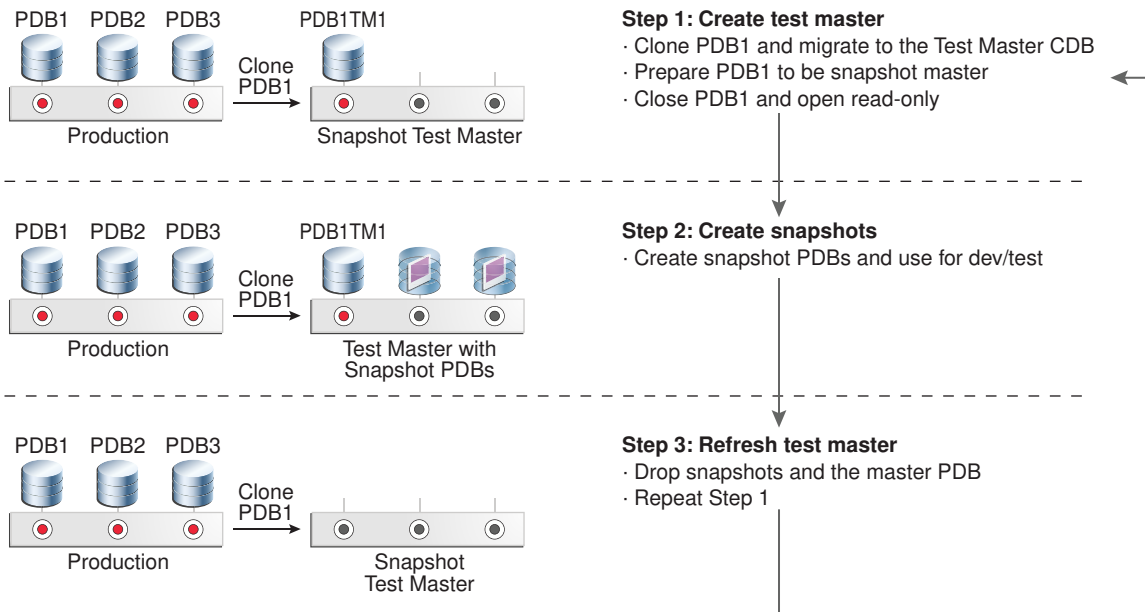 PDB1 PDB2 PDB3
Clone
PDB1
PDB1TM1
Production
Snapshot Test Master
Step 1: Create test master
· Clone PDB1 and migrate to the Test Master CDB
· Prepare PDB1 to be snapshot master
· Close PDB1 and open read-only
PDB1 PDB2 PDB3
Clone
PDB1
PDB1TM1
Production
Test Master with
Snapshot PDBs
Step 2: Create snapshots
· Create snapshot PDBs and use for dev/test
PDB1 PDB2 PDB3
Clone
PDB1
Production
Snapshot
Test Master
Step 3: Refresh test master
· Drop snapshots and the master PDB
· Repeat Step 1